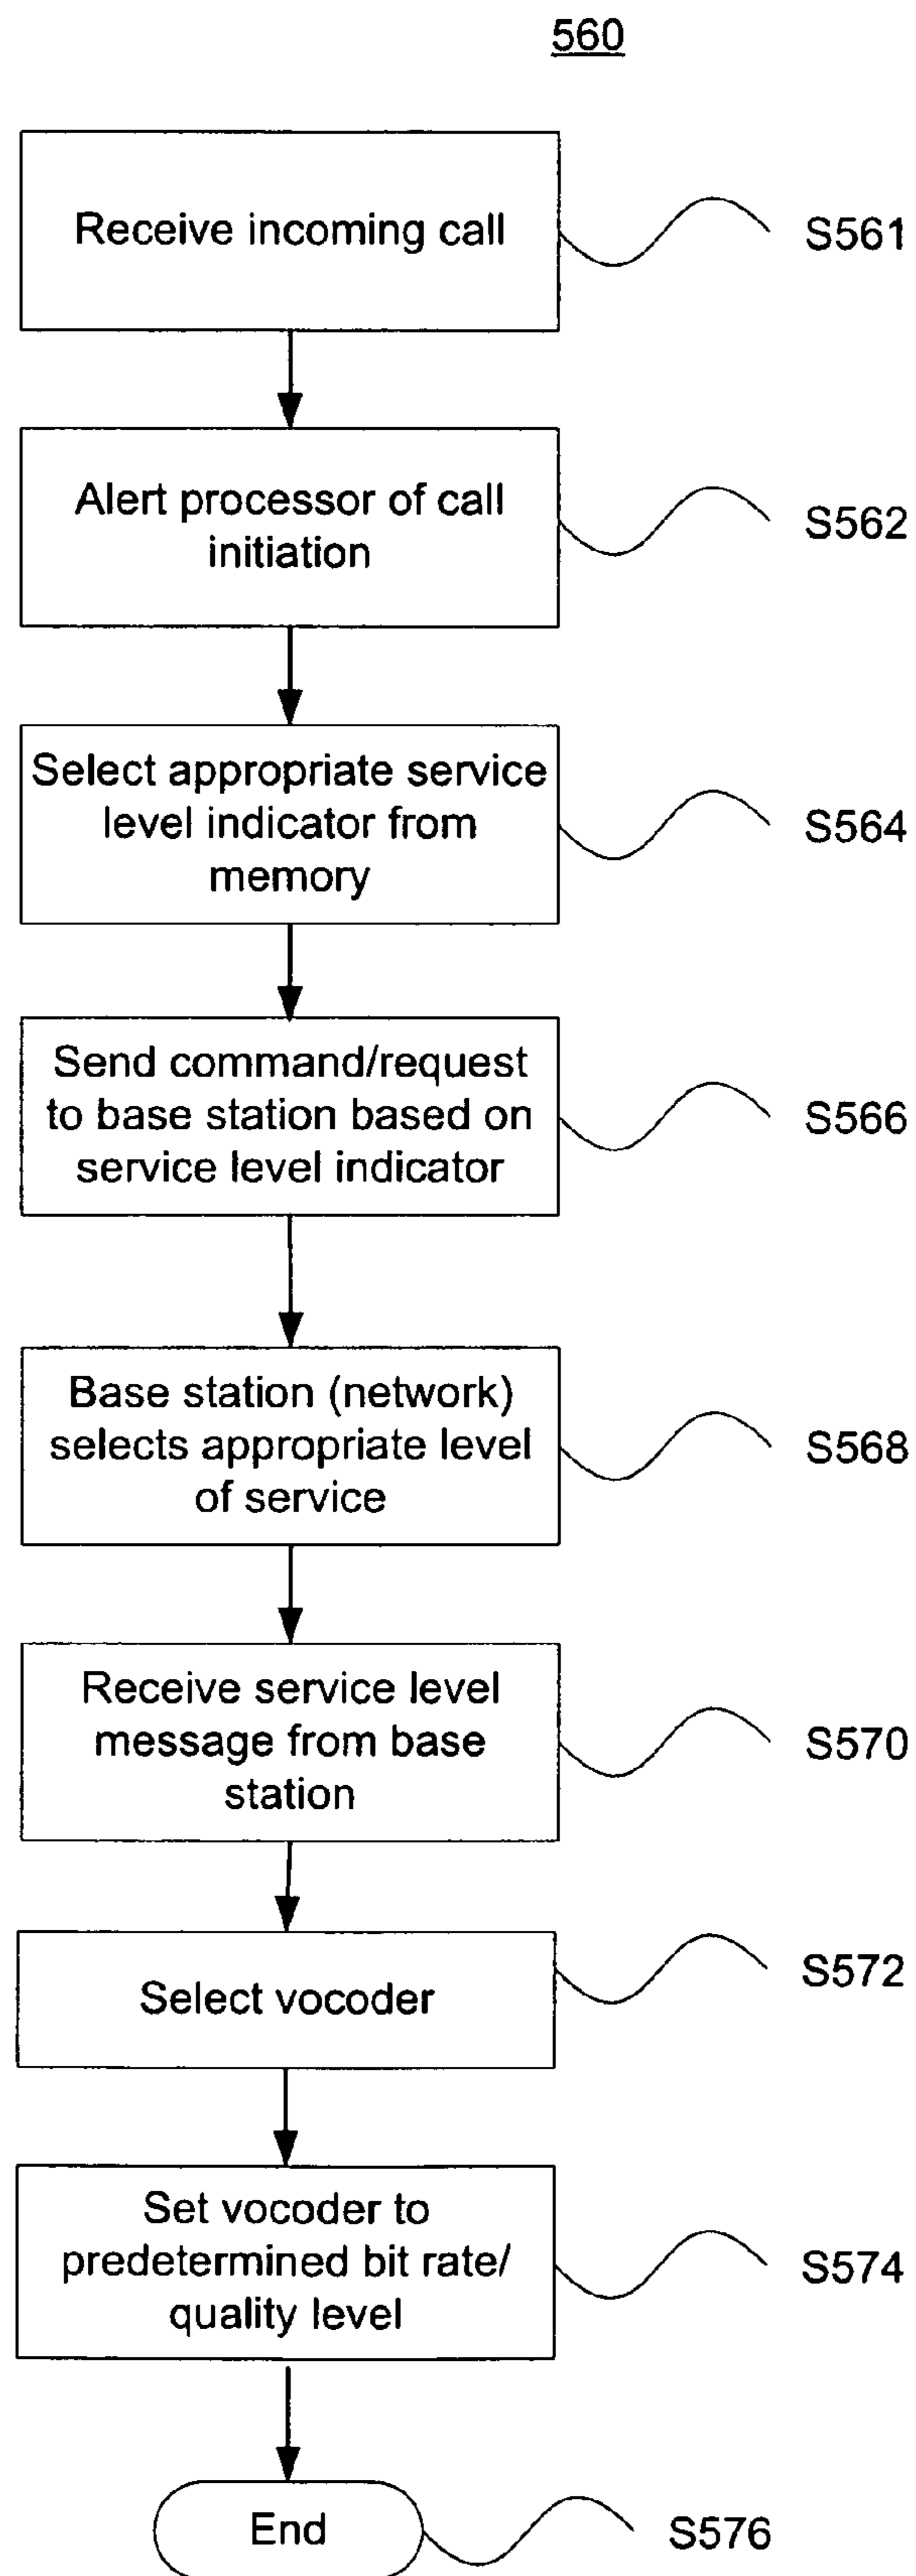 560
Receive incoming call
S561
Alert processor of call
initiation
S562
Select appropriate service
level indicator from
memory
S564
Send command/request
to base station based on
service level indicator
S566
Base station (network)
selects appropriate level
of service
S568
Receive service level
message from base
station
S570
Select vocoder
S572
Set vocoder to
predetermined bit rate/
quality level
S574
End
S576